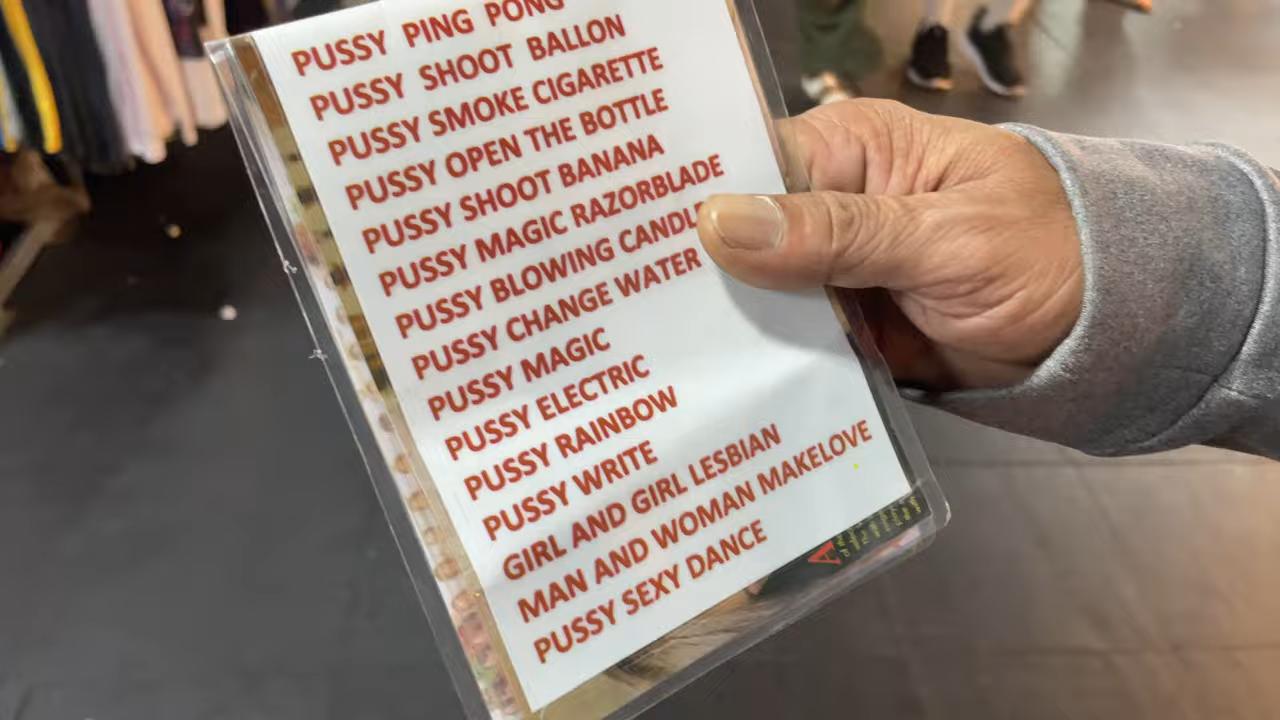 PUSSY PING PONG
PUSSY SHOOT BALLON
PUSSY SMOKE CIGARETTE
PUSSY OPEN THE BOTTLE
PUSSY SHOOT BANANA
PUSSY MAGIC RAZORBLADE
PUSSY BLOWING CANDLE
PUSSY CHANGE WATER
PUSSY MAGIC
PUSSY ELECTRIC
PUSSY RAINBOW
PUSSY WRITE
GIRL AND GIRL LESBIAN
MAN AND WOMAN MAKELOVE
PUSSY SEXY DANCE